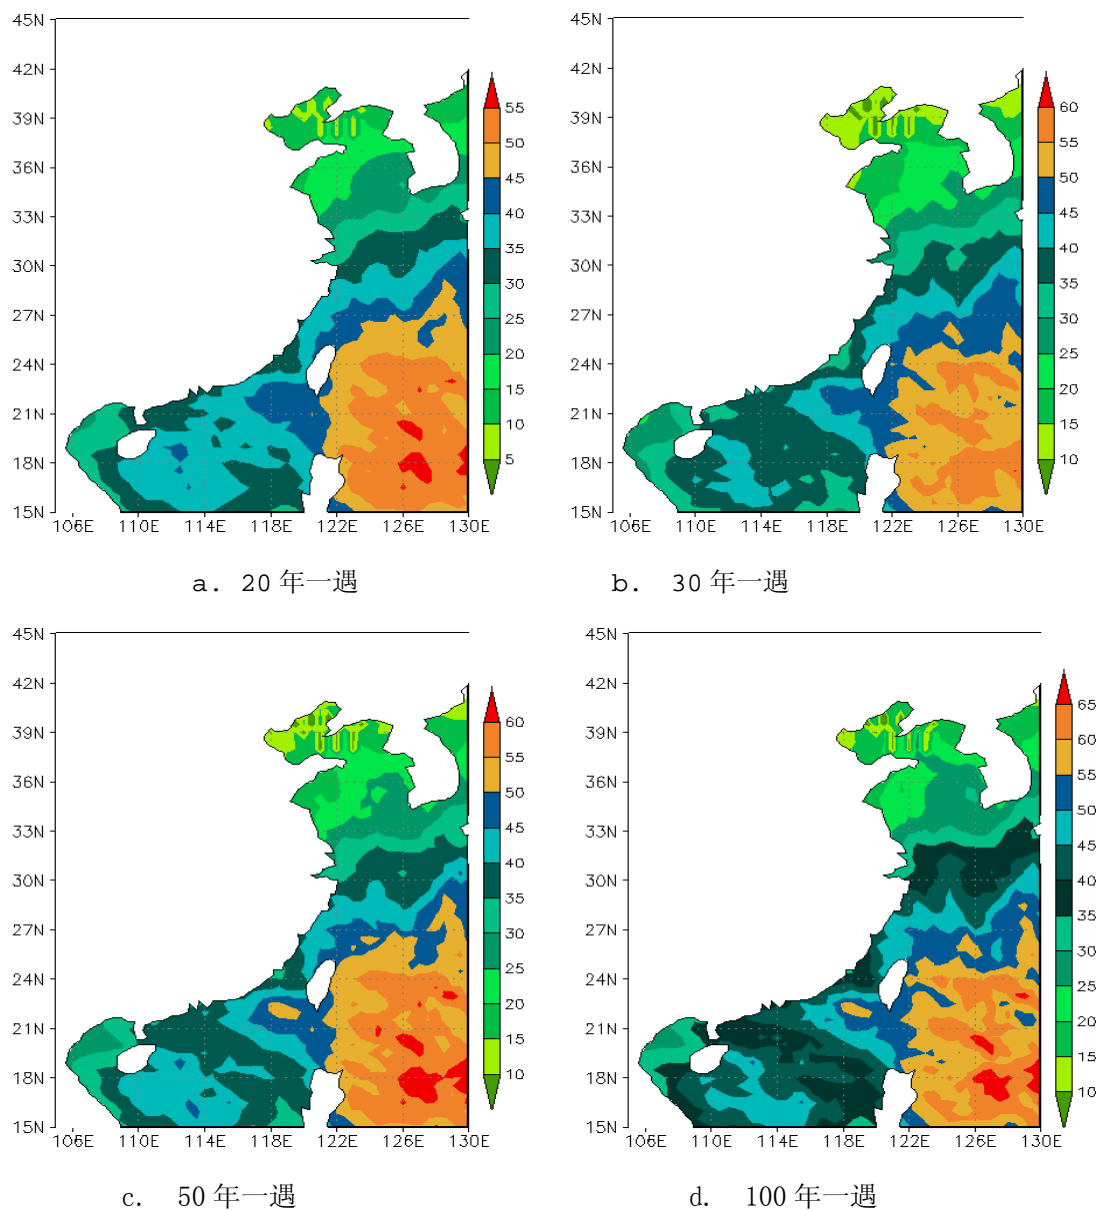 45N
42N
39N
36N
33N
30N
27N
24N
21N
18N
15N
106E 110E 114E 118E 122E 126E 130E
55
50
45
40
35
30
25
20
15
10
5
a. 20 年一遇
45N
42N
39N
36N
33N
30N
27N
24N
21N
18N
15N
106E 110E 114E 118E 122E 126E 130E
60
55
50
45
40
35
30
25
20
15
10
b. 30 年一遇
45N
42N
39N
36N
33N
30N
27N
24N
21N
18N
15N
106E 110E 114E 118E 122E 126E 130E
60
55
50
45
40
35
30
25
20
15
10
c. 50 年一遇
45N
42N
39N
36N
33N
30N
27N
24N
21N
18N
15N
106E 110E 114E 118E 122E 126E 130E
65
60
55
50
45
40
35
30
25
20
15
10
d. 100 年一遇